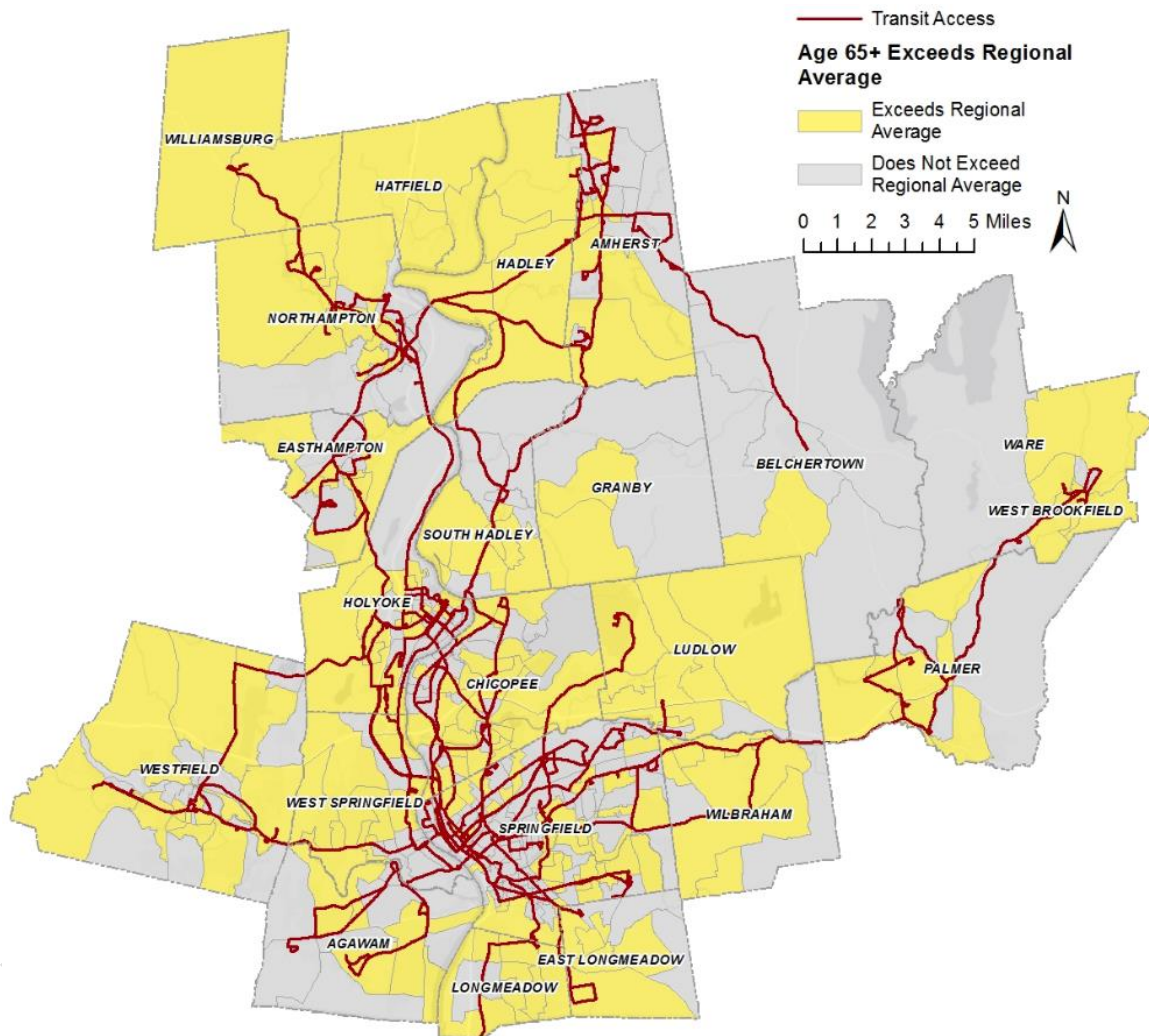 Transit Access
Age 65+ Exceeds Regional
Average
Exceeds Regional
Average
Does Not Exceed
Regional Average
0 1 2 3 4 5 Miles
N
WILLIAMSBURG
HATFIELD
HADLEY
AMHERST
NORTHAMPTON
EASTHAMPTON
BELCHERTOWN
WARE
GRANBY
WEST BROOKFIELD
SOUTH HADLEY
HOLYOKE
LUDLOW
PALMER
CHICOPEE
WESTFIELD
WEST SPRINGFIELD
SPRINGFIELD
WILBRAHAM
AGAWAM
EAST LONGMEADOW
LONGMEADOW